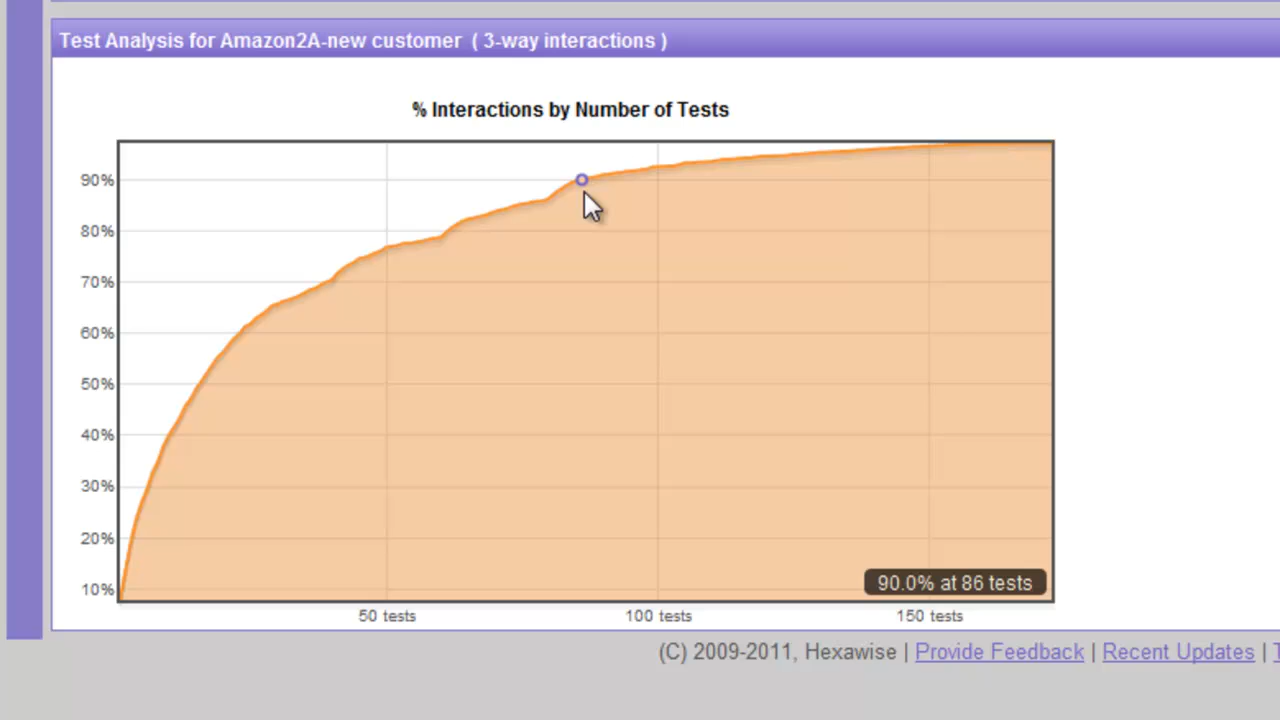 Test Analysis for Amazon2A-new customer ( 3-way interactions )
% Interactions by Number of Tests
90%
80%
70%
60%
50%
40%
30%
20%
10%
90.0% at 86 tests
50 tests 100 tests 150 tests
(C) 2009-2011, Hexawise | Provide Feedback | Recent Updates |